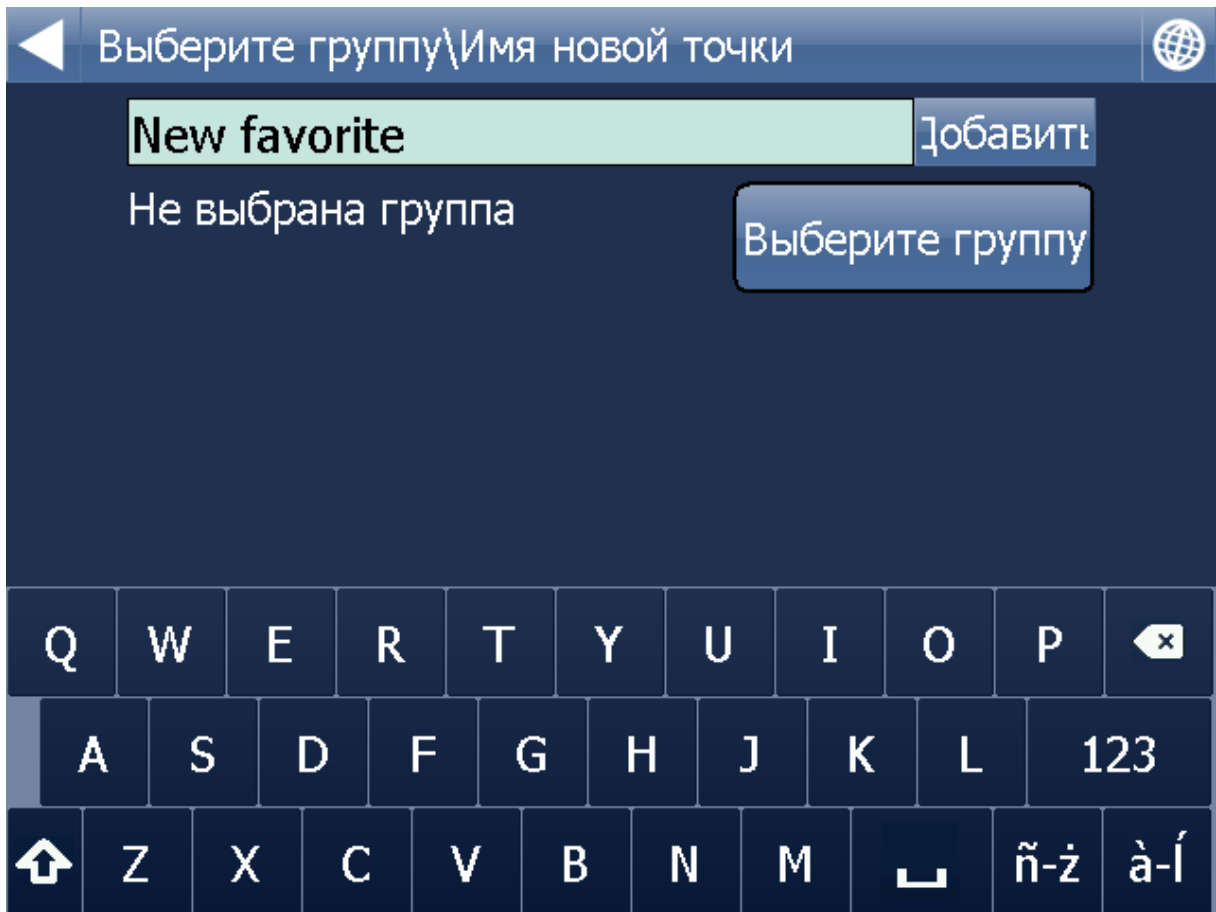 Выберите группу\Имя новой точки
New favorite
Добавить
Не выбрана группа
Выберите группу
Q W E R T Y U I O P
A S D F G H J K L 123
Z X C V B N M ñ-ż à-Í